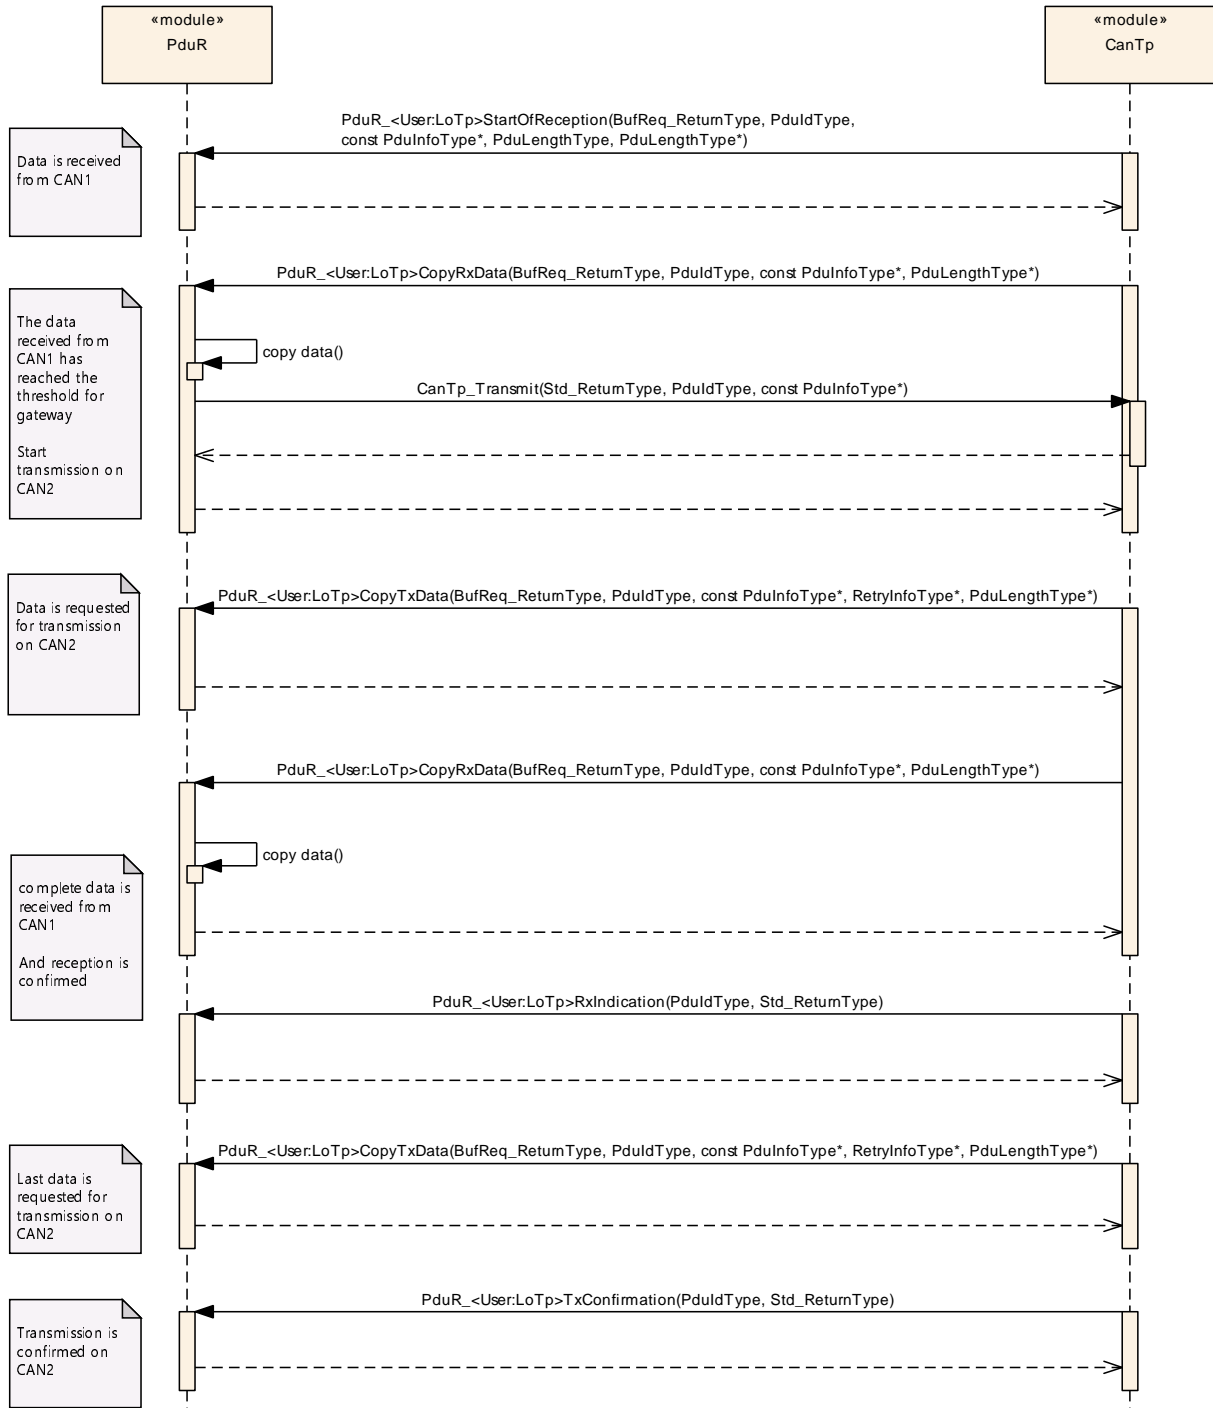 «module»
PduR
«module»
CanTp
PduR_<User:LoTp>StartOfReception(BufReq_ReturnType, PduIdType,
const PduInfoType*, PduLengthType, PduLengthType*)
Data is received
from CAN1
PduR_<User:LoTp>CopyRxData(BufReq_ReturnType, PduIdType, const PduInfoType*, PduLengthType*)
The data
received from
CAN1 has
reached the
threshold for
gateway
Start
transmission on
CAN2
copy data()
CanTp_Transmit(Std_ReturnType, PduIdType, const PduInfoType*)
Data is requested
for transmission
on CAN2
PduR_<User:LoTp>CopyTxData(BufReq_ReturnType, PduIdType, const PduInfoType*, RetryInfoType*, PduLengthType*)
PduR_<User:LoTp>CopyRxData(BufReq_ReturnType, PduIdType, const PduInfoType*, PduLengthType*)
copy data()
complete data is
received from
CAN1
And reception is
confirmed
PduR_<User:LoTp>RxIndication(PduIdType, Std_ReturnType)
PduR_<User:LoTp>CopyTxData(BufReq_ReturnType, PduIdType, const PduInfoType*, RetryInfoType*, PduLengthType*)
Last data is
requested for
transmission on
CAN2
PduR_<User:LoTp>TxConfirmation(PduIdType, Std_ReturnType)
Transmission is
confirmed on
CAN2